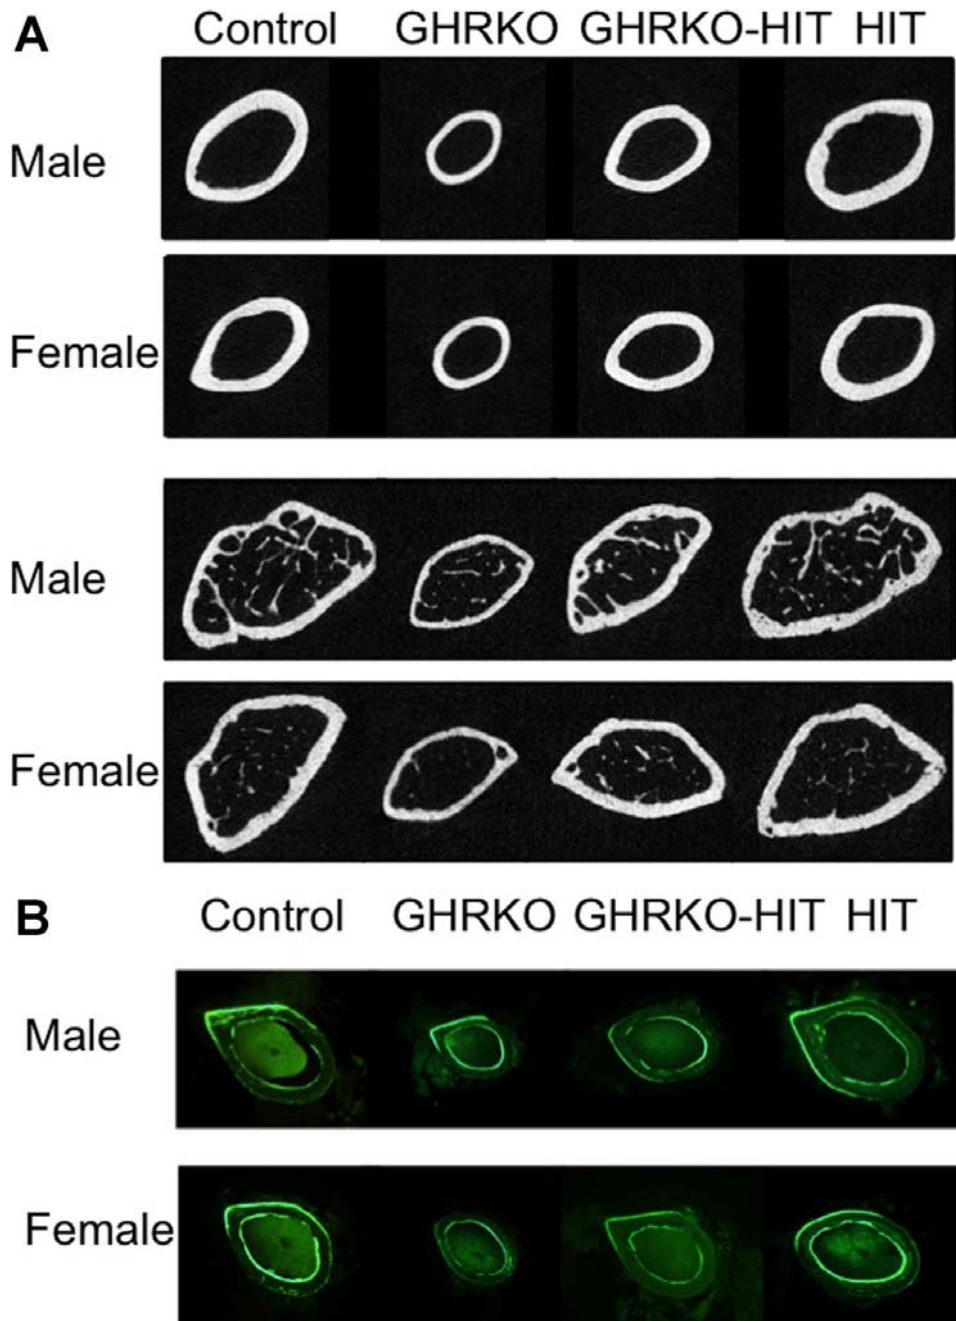 A
Control GHRKO GHRKO-HIT HIT
Male
Female
Male
Female
B
Control GHRKO GHRKO-HIT HIT
Male
Female